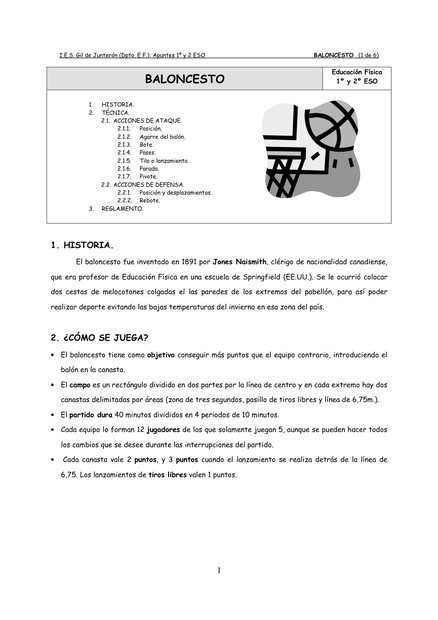 I.E.S. Gil de Junterón (Dpto. E.F.): Apuntes 1º y 2 ESO BALONCESTO (1 de 6)
BALONCESTO
Educación Física
1º y 2º ESO
1. HISTORIA.
2. TÉCNICA.
2.1. ACCIONES DE ATAQUE.
2.1.1. Posición.
2.1.2. Agarre del balón.
2.1.3. Bote.
2.1.4. Pases.
2.1.5. Tilo o lanzamiento.
2.1.6. Parada.
2.1.7. Pivote.
2.2. ACCIONES DE DEFENSA.
2.2.1. Posición y desplazamientos.
2.2.2. Rebote.
3. REGLAMENTO.
1. HISTORIA.
El baloncesto fue inventado en 1891 por Jones Naismith, clérigo de nacionalidad canadiense,
que era profesor de Educación Física en una escuela de Springfield (EE.UU.). Se le ocurrió colocar
dos cestas de melocotones colgadas el las paredes de los extremos del pabellón, para así poder
realizar deporte evitando las bajas temperaturas del invierno en esa zona del país.
2. ¿CÓMO SE JUEGA?
• El baloncesto tiene como objetivo conseguir más puntos que el equipo contrario, introduciendo el
balón en la canasta.
• El campo es un rectángulo dividido en dos partes por la línea de centro y en cada extremo hay dos
canastas delimitadas por áreas (zona de tres segundos, pasillo de tiros libres y línea de 6,75m.).
• El partido dura 40 minutos divididos en 4 periodos de 10 minutos.
• Cada equipo lo forman 12 jugadores de los que solamente juegan 5, aunque se pueden hacer todos
los cambios que se desee durante las interrupciones del partido.
• Cada canasta vale 2 puntos, y 3 puntos cuando el lanzamiento se realiza detrás de la línea de
6,75. Los lanzamientos de tiros libres valen 1 puntos.
1